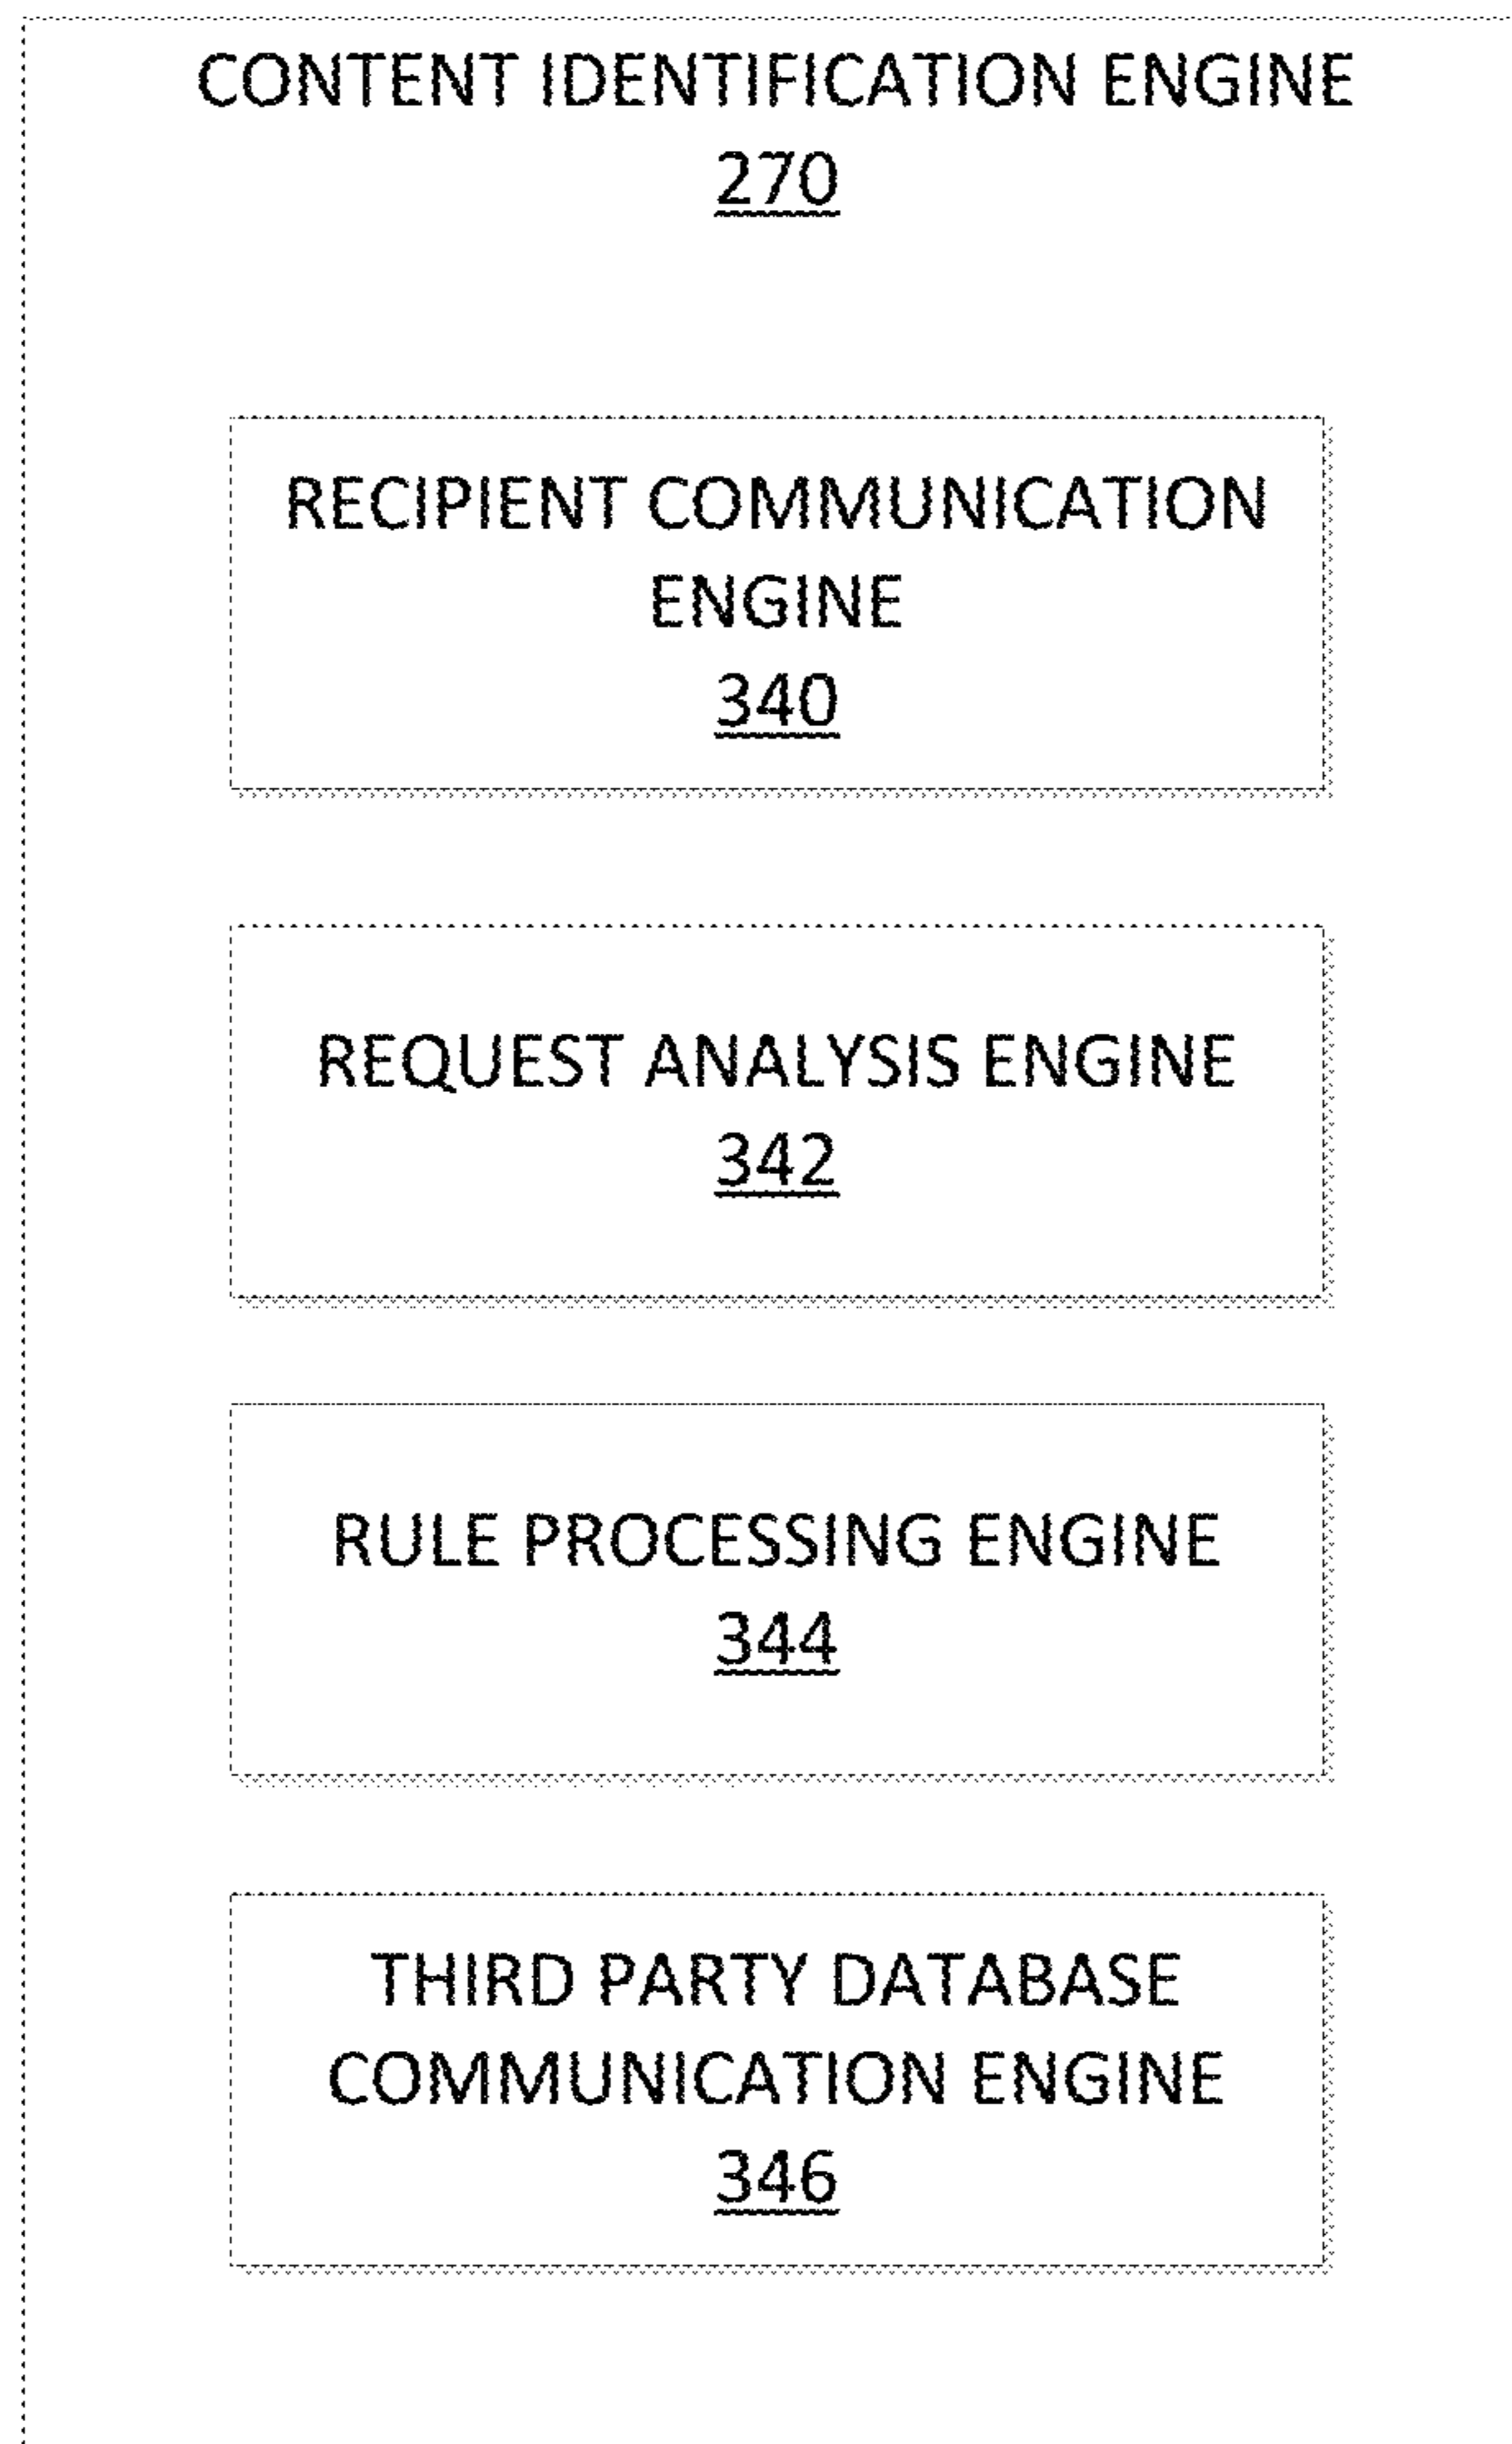 CONTENT IDENTIFICATION ENGINE
270
RECIPIENT COMMUNICATION
ENGINE
340
REQUEST ANALYSIS ENGINE
342
RULE PROCESSING ENGINE
344
THIRD PARTY DATABASE
COMMUNICATION ENGINE
346